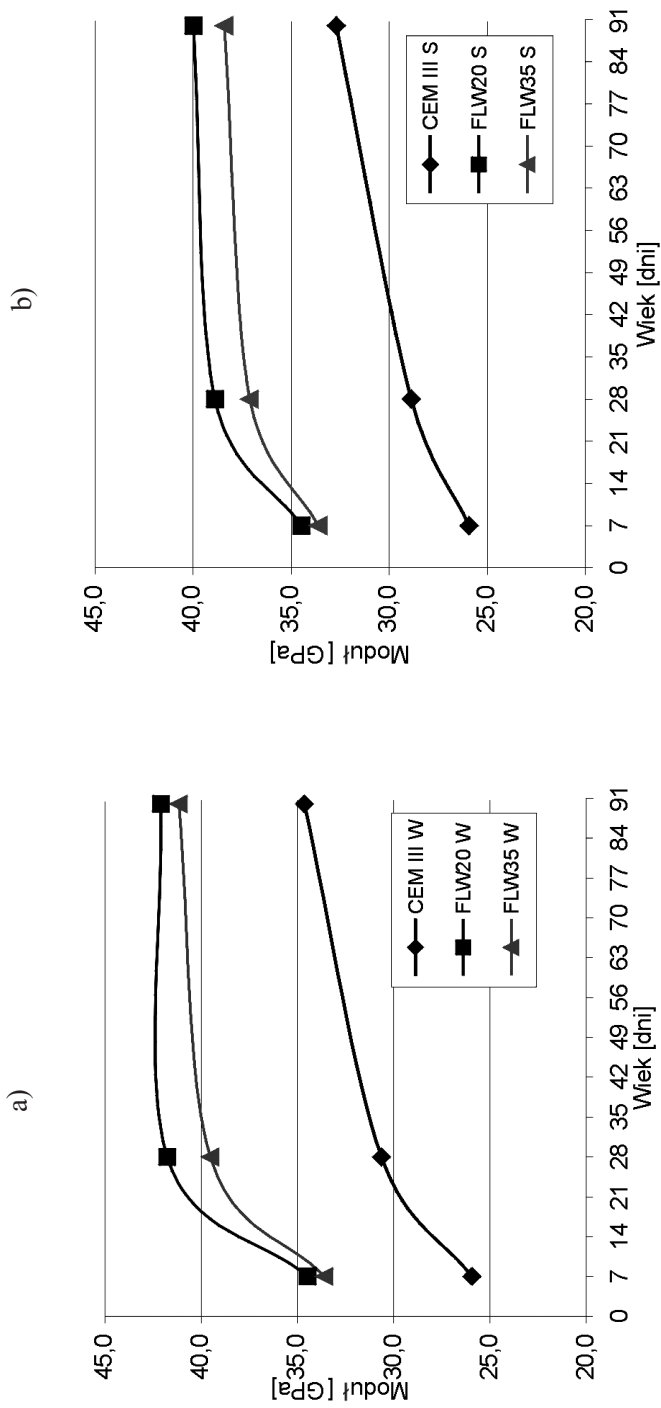 a)
45,0
40,0
35,0
30,0
25,0
20,0
Moduł [GPa]
0 7 14 21 28 35 42 49 56 63 70 77 84 91
Wiek [dni]
CEM III W
FLW20 W
FLW35 W
b)
45,0
40,0
35,0
30,0
25,0
20,0
Moduł [GPa]
0 7 14 21 28 35 42 49 56 63 70 77 84 91
Wiek [dni]
CEM III S
FLW20 S
FLW35 S